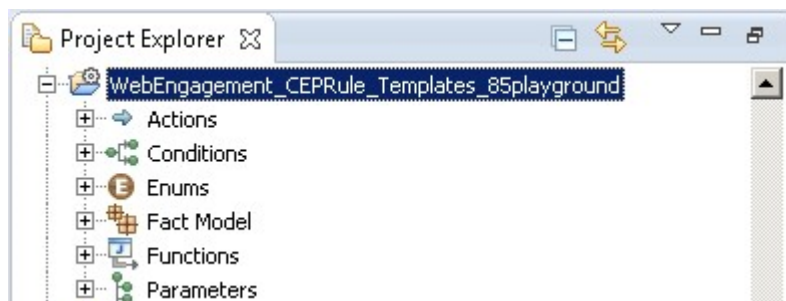 Project Explorer
WebEngagement_CEPRule_Templates_85playground
Actions
Conditions
Enums
Fact Model
Functions
Parameters